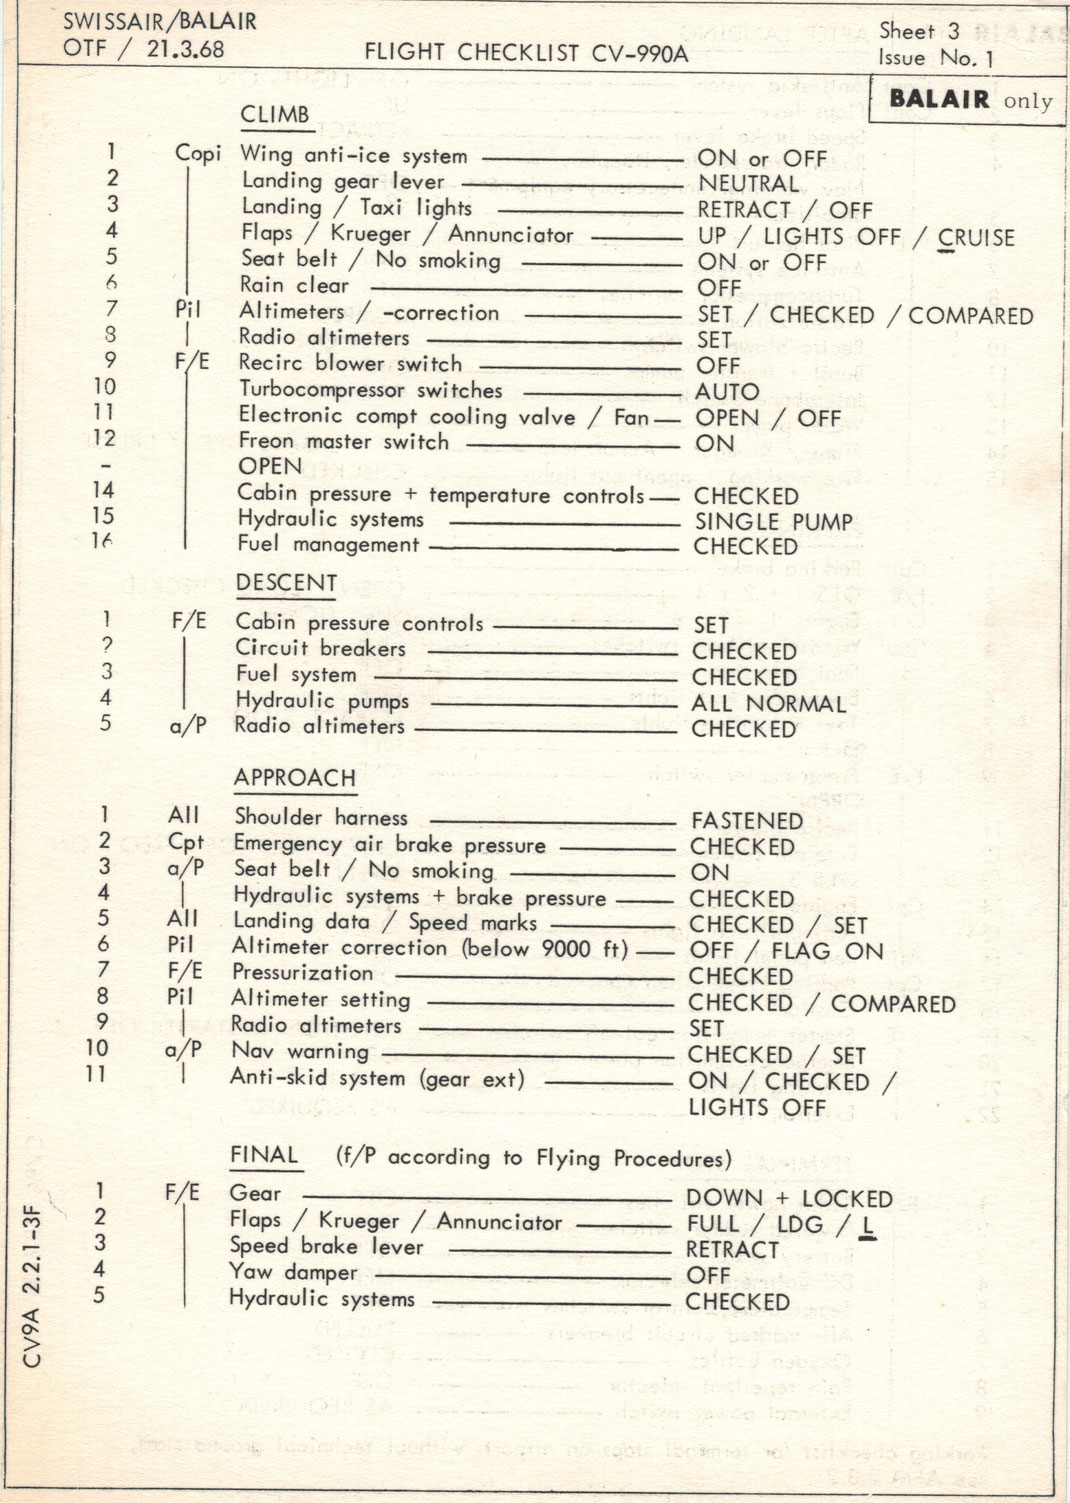 SWISSAIR/BALAIR
OTF / 21.3.68
FLIGHT CHECKLIST CV-990A
Sheet 3
Issue No. 1
BALAIR only
CLIMB
1 Copi Wing anti-ice system ON or OFF
2 Landing gear lever NEUTRAL
3 Landing / Taxi lights RETRACT / OFF
4 Flaps / Krueger / Annunciator UP / LIGHTS OFF / CRUISE
5 Seat belt / No smoking ON or OFF
6 Rain clear OFF
7 Pil Altimeters / -correction SET / CHECKED / COMPARED
8 Radio altimeters SET
9 F/E Recirc blower switch OFF
10 Turbocompressor switches AUTO
11 Electronic compt cooling valve / Fan OPEN / OFF
12 Freon master switch ON
- OPEN
14 Cabin pressure + temperature controls CHECKED
15 Hydraulic systems SINGLE PUMP
16 Fuel management CHECKED
DESCENT
1 F/E Cabin pressure controls SET
2 Circuit breakers CHECKED
3 Fuel system CHECKED
4 Hydraulic pumps ALL NORMAL
5 a/P Radio altimeters CHECKED
APPROACH
1 All Shoulder harness FASTENED
2 Cpt Emergency air brake pressure CHECKED
3 a/P Seat belt / No smoking ON
4 Hydraulic systems + brake pressure CHECKED
5 All Landing data / Speed marks CHECKED / SET
6 Pil Altimeter correction (below 9000 ft) OFF / FLAG ON
7 F/E Pressurization CHECKED
8 Pil Altimeter setting CHECKED / COMPARED
9 Radio altimeters SET
10 a/P Nav warning CHECKED / SET
11 Anti-skid system (gear ext) ON / CHECKED /
LIGHTS OFF
FINAL (f/P according to Flying Procedures)
1 F/E Gear DOWN + LOCKED
2 Flaps / Krueger / Annunciator FULL / LDG / L
3 Speed brake lever RETRACT
4 Yaw damper OFF
5 Hydraulic systems CHECKED
CV9A 2.2.1-3F